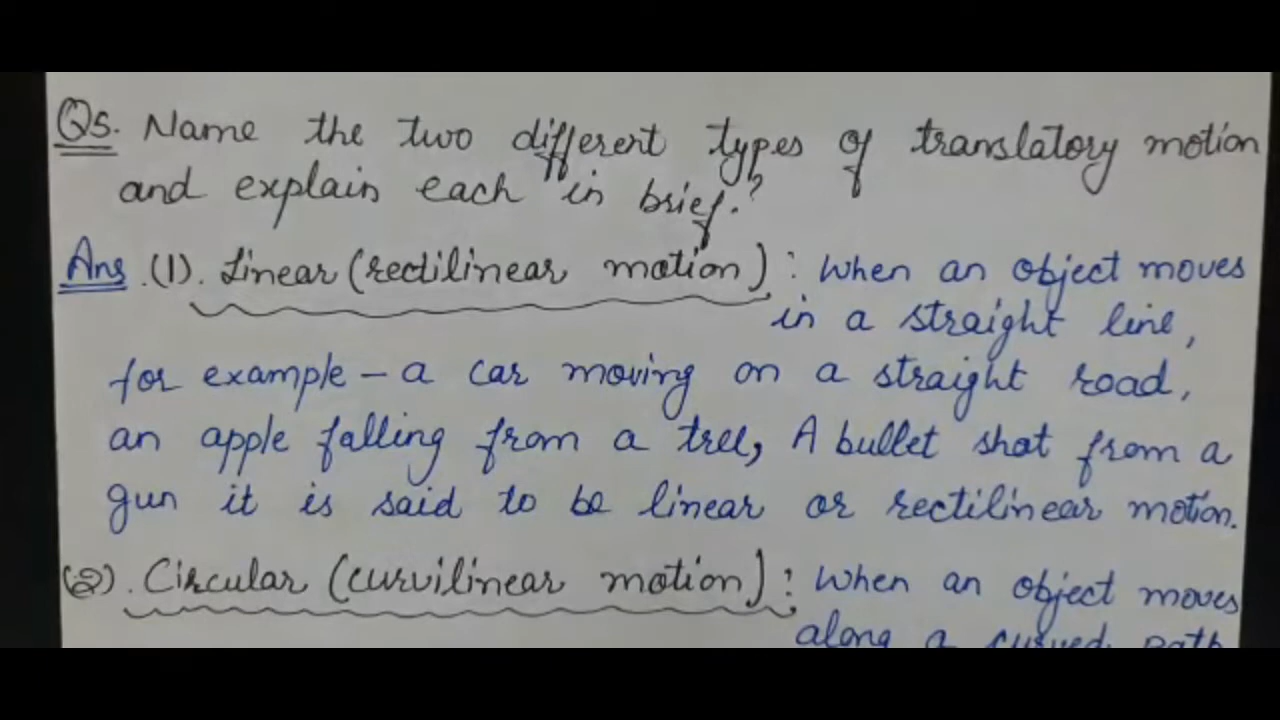 Q5. Name the two different types of translatory motion
and explain each in brief.?
Ans .(1). Linear (rectilinear motion) : When an object moves
in a straight line,
for example - a car moving on a straight road,
an apple falling from a tree, A bullet shot from a
gun it is said to be linear or rectilinear motion.
(2). Circular (curvilinear motion) : When an object moves
along a curved path